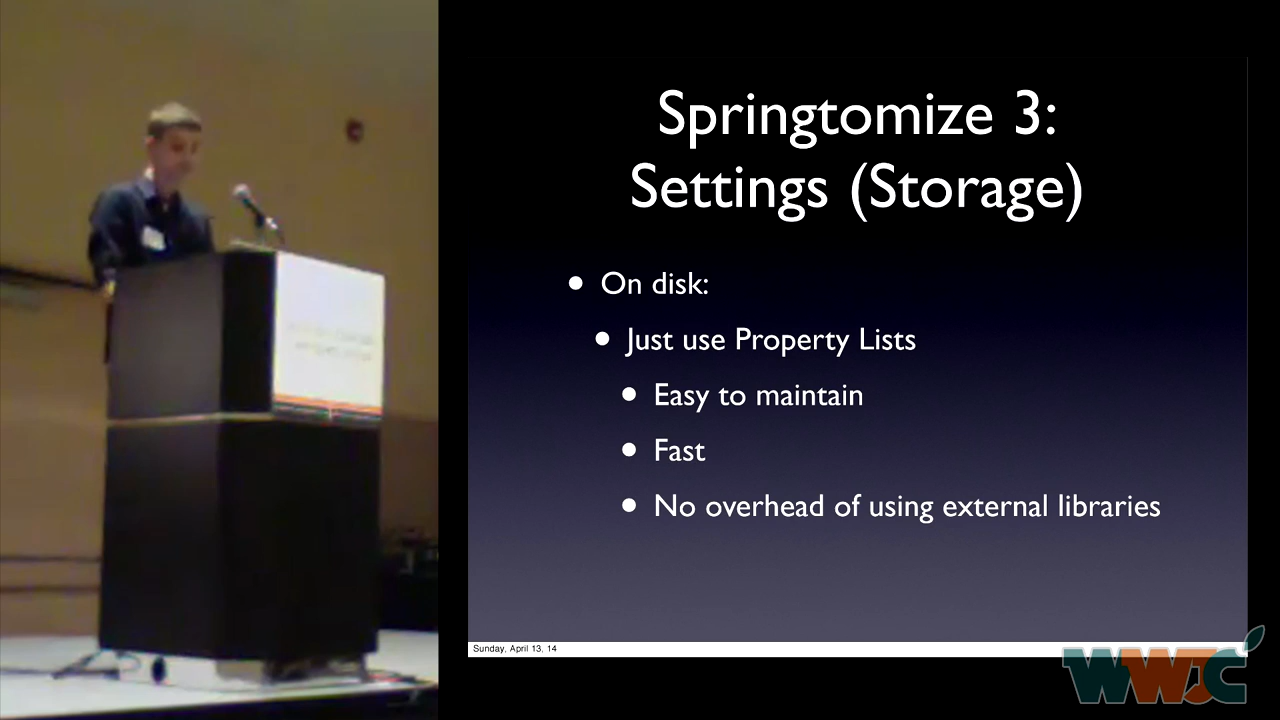 Springtomize 3:
Settings (Storage)
• On disk:
• Just use Property Lists
• Easy to maintain
• Fast
• No overhead of using external libraries
Sunday, April 13, 14
WWJC